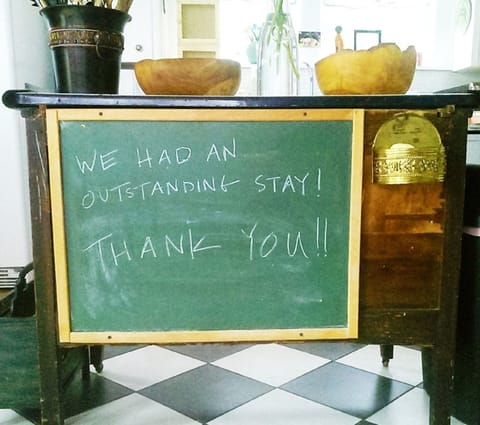 WE HAD AN
OUTSTANDING STAY!
THANK YOU!!